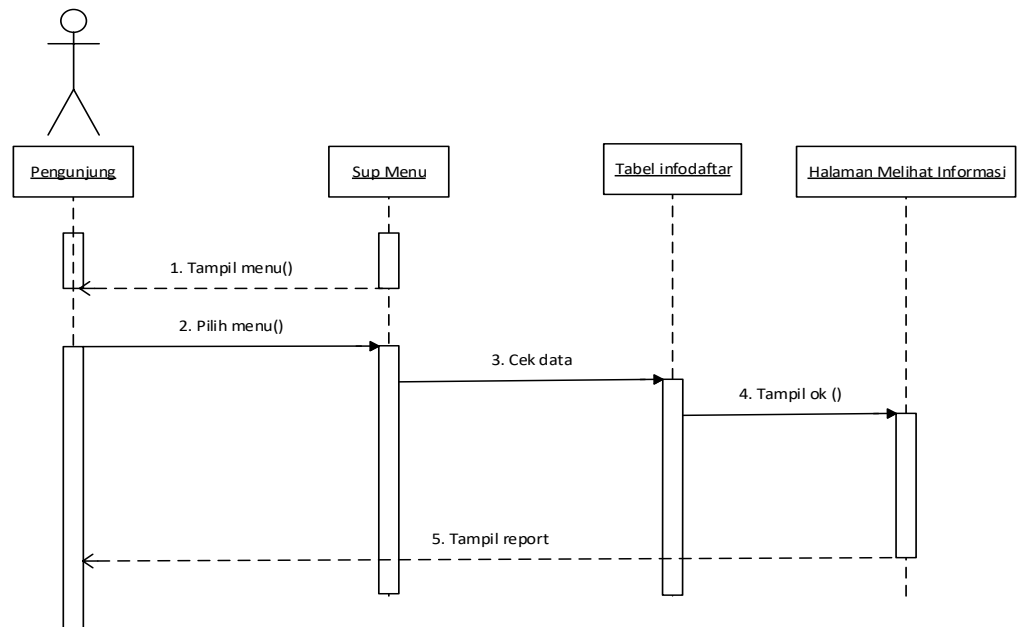 Pengunjung
Sup Menu
Tabel infodaftar
Halaman Melihat Informasi
1. Tampil menu()
2. Pilih menu()
3. Cek data
4. Tampil ok ()
5. Tampil report